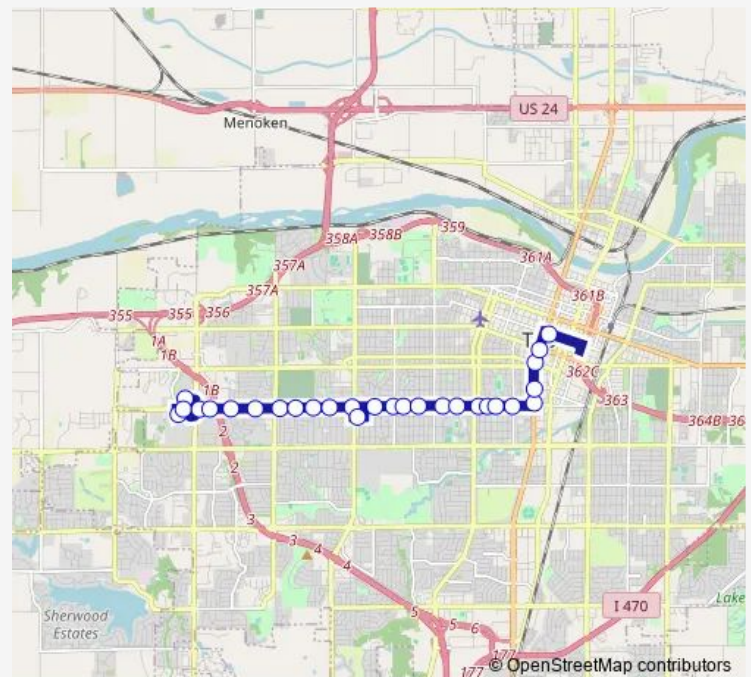 US 24
Menoken
358A
358B
359
357A
361A
357A
361B
355
355
356
1A
1B
T
362C
1B
363
2
364B
36
2
3
3
4
4
I 470
Lake
Sherwood
Estates
5
5
6
177
177
© OpenStreetMap contributors